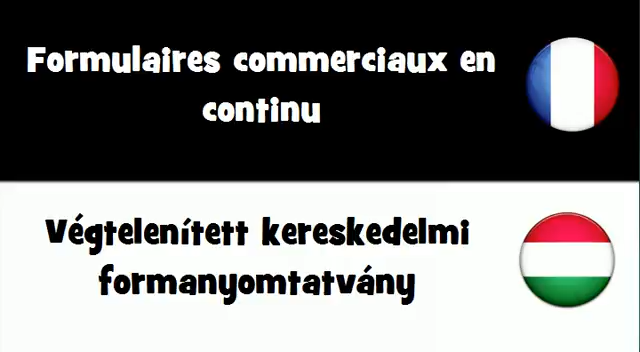 Formulaires commerciaux en
continu
Végtelenített kereskedelmi
formanyomtatvány